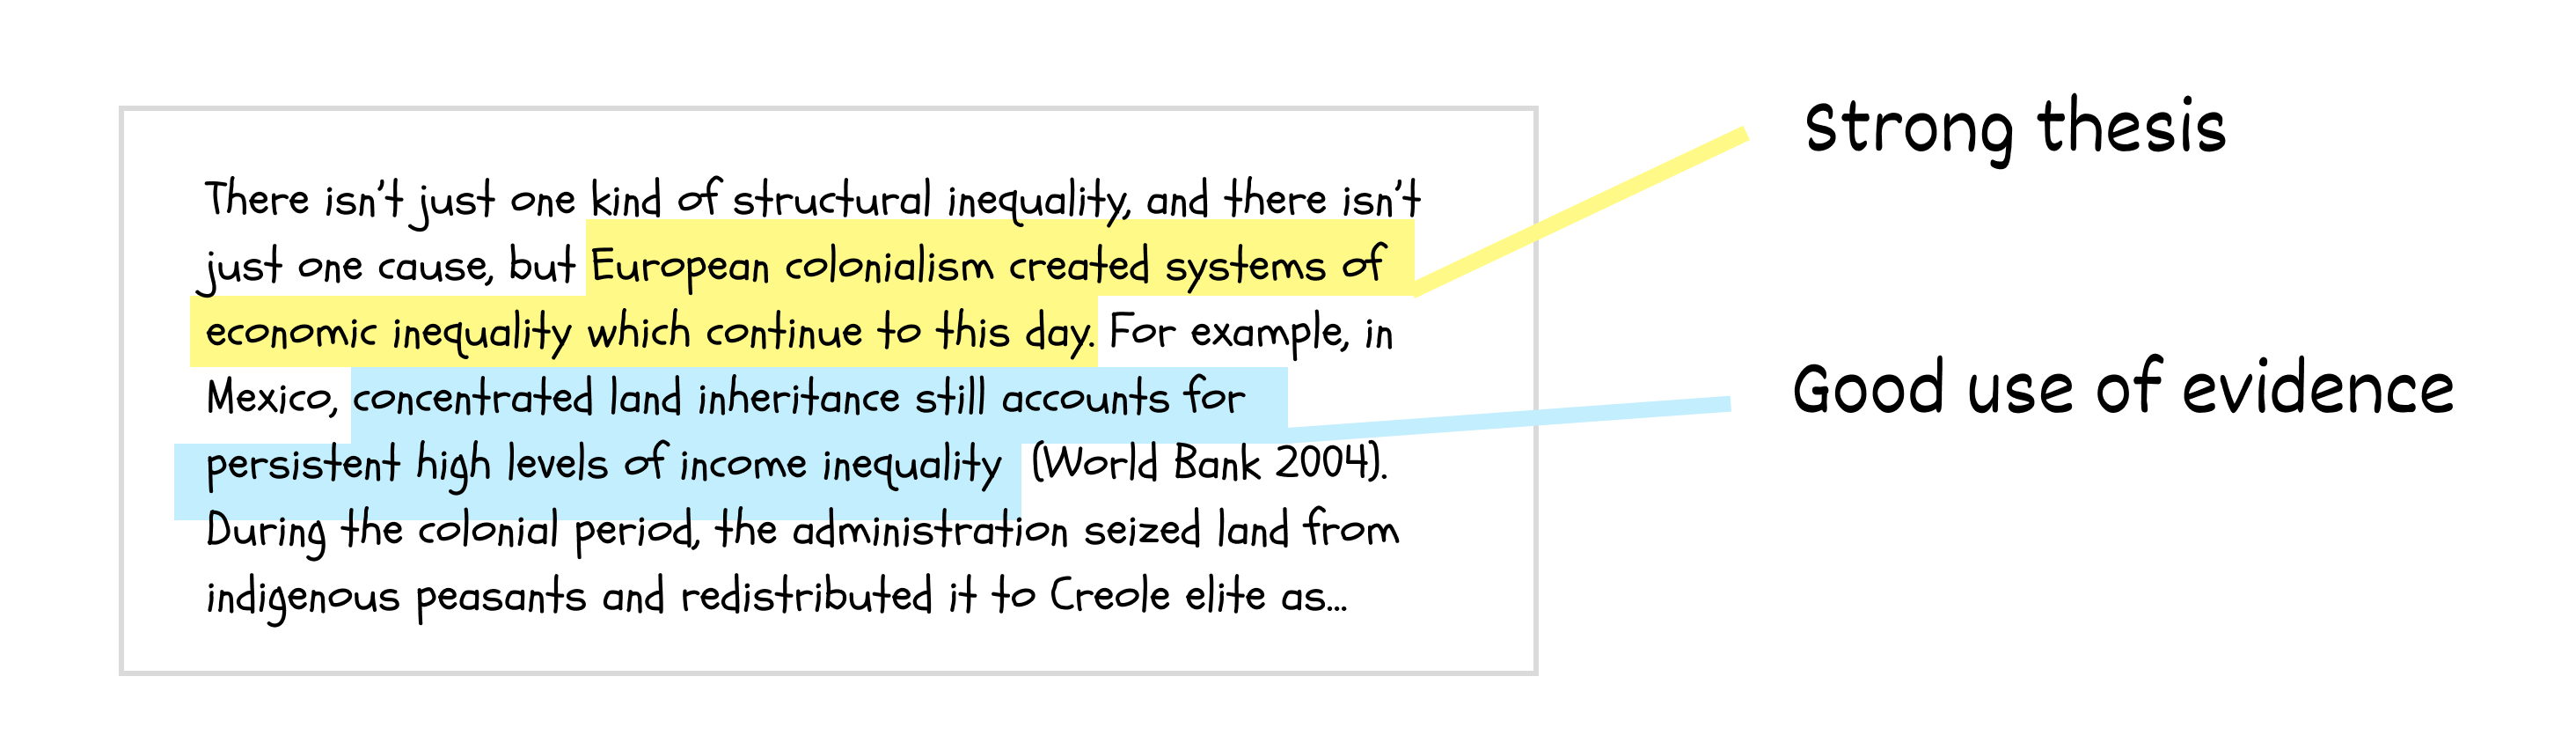 There isn't just one kind of structural inequality, and there isn't
just one cause, but European colonialism created systems of
economic inequality which continue to this day. For example, in
Mexico, concentrated land inheritance still accounts for
persistent high levels of income inequality (World Bank 2004).
During the colonial period, the administration seized land from
indigenous peasants and redistributed it to Creole elite as...
Strong thesis
Good use of evidence